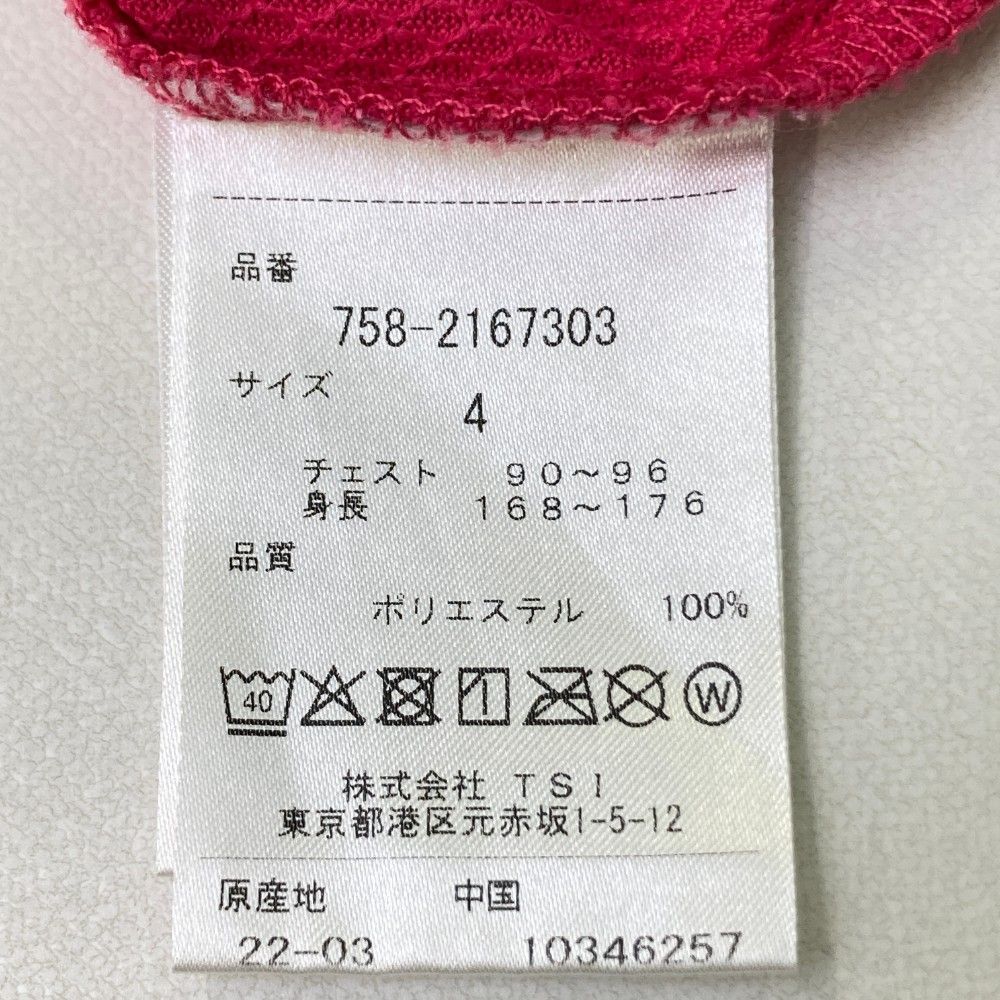 品番
758-2167303
サイズ
4
チェスト 90～96
身長 168～176
品質
ポリエステル 100%
40
W
株式会社 TSI
東京都港区元赤坂1-5-12
原産地 中国
22-03 10346257